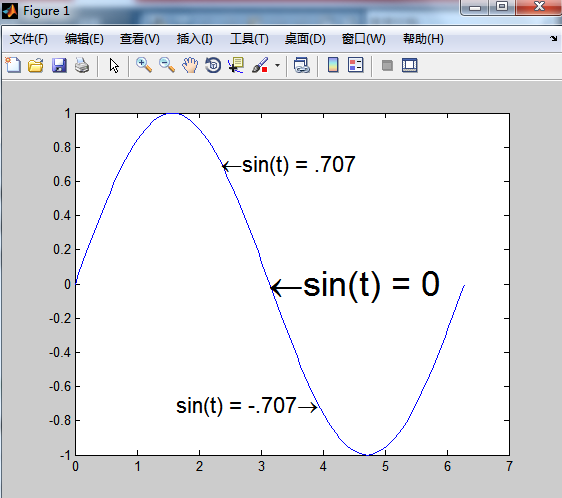 Figure 1
文件(F) 编辑(E) 查看(V) 插入(I) 工具(T) 桌面(D) 窗口(W) 帮助(H)
1
0.8
0.6
0.4
0.2
0
-0.2
-0.4
-0.6
-0.8
-1
←sin(t) = .707
←sin(t) = 0
sin(t) = -.707→
0 1 2 3 4 5 6 7